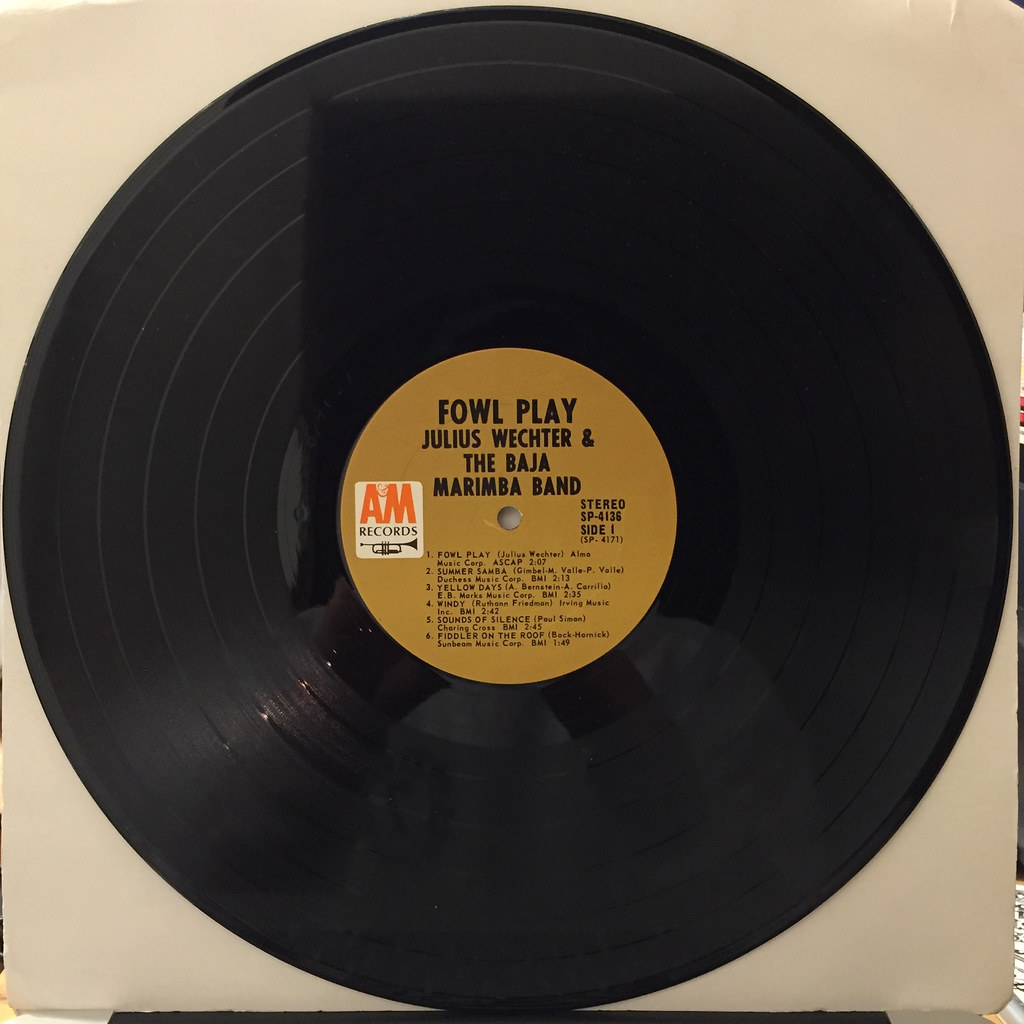 FOWL PLAY
JULIUS WECHTER &
THE BAJA
MARIMBA BAND
A&M
RECORDS
STEREO
SP-4136
SIDE 1
(SP-4171)
1. FOWL PLAY (Julius Wechter) Almo
Music Corp. ASCAP 2:07
2. SUMMER SAMBA (Gimbel-M. Valle-P. Valle)
Duchess Music Corp. BMI 2:13
3. YELLOW DAYS (A. Bernstein-A. Carrillo)
E.B. Marks Music Corp. BMI 2:35
4. WINDY (Ruthann Friedman) Irving Music
Inc. BMI 2:42
5. SOUNDS OF SILENCE (Paul Simon)
Charing Cross BMI 2:45
6. FIDDLER ON THE ROOF (Bock-Harnick)
Sunbeam Music Corp. BMI 1:49